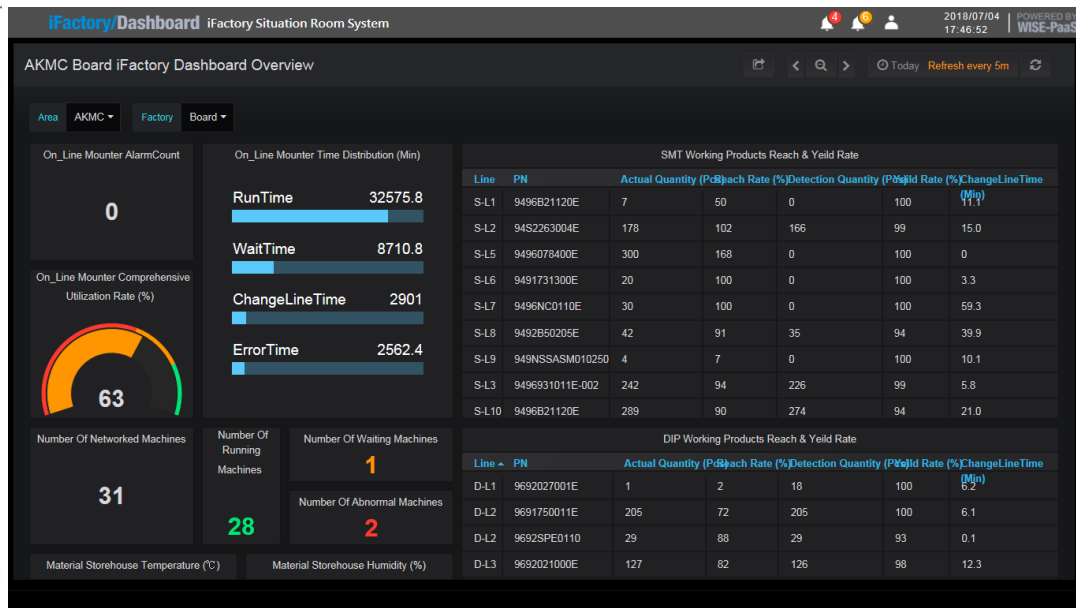 iFactory/Dashboard iFactory Situation Room System
4
6
2018/07/04
17:46:52
POWERED BY
WISE-PaaS
AKMC Board iFactory Dashboard Overview
Today Refresh every 5m
Area AKMC Factory Board
On_Line Mounter AlarmCount
0
On_Line Mounter Comprehensive
Utilization Rate (%)
63
On_Line Mounter Time Distribution (Min)
RunTime 32575.8
WaitTime 8710.8
ChangeLineTime 2901
ErrorTime 2562.4
Number Of Networked Machines
31
Number Of
Running
Machines
28
Number Of Waiting Machines
1
Number Of Abnormal Machines
2
Material Storehouse Temperature (℃)
Material Storehouse Humidity (%)
SMT Working Products Reach & Yeild Rate
Line PN Actual Quantity (Pcs) Reach Rate (%) Detection Quantity (Pcs) Yeild Rate (%) ChangeLineTime (Min)
S-L1 9496B21120E 7 50 0 100 11.1
S-L2 94S2263004E 178 102 166 99 15.0
S-L5 9496078400E 300 168 0 100 0
S-L6 9491731300E 20 100 0 100 3.3
S-L7 9496NC0110E 30 100 0 100 59.3
S-L8 9492B50205E 42 91 35 94 39.9
S-L9 949NSSASM010250 4 7 0 100 10.1
S-L3 9496931011E-002 242 94 226 99 5.8
S-L10 9496B21120E 289 90 274 94 21.0
DIP Working Products Reach & Yeild Rate
Line PN Actual Quantity (Pcs) Reach Rate (%) Detection Quantity (Pcs) Yeild Rate (%) ChangeLineTime (Min)
D-L1 9692027001E 1 2 18 100 6.2
D-L2 9691750011E 205 72 205 100 6.1
D-L2 9692SPE0110 29 88 29 93 0.1
D-L3 9692021000E 127 82 126 98 12.3